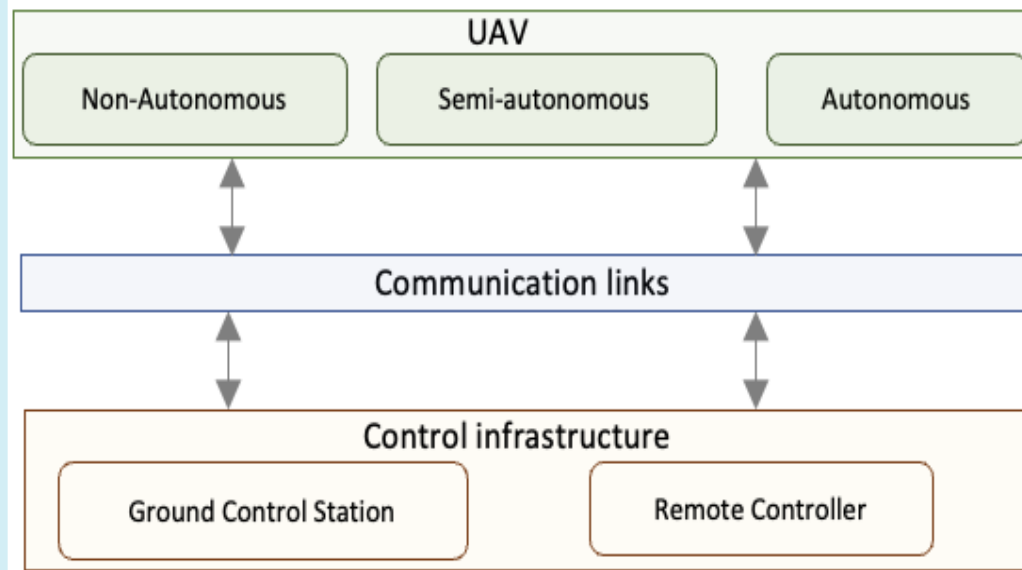 UAV
Non-Autonomous
Semi-autonomous
Autonomous
Communication links
Control infrastructure
Ground Control Station
Remote Controller